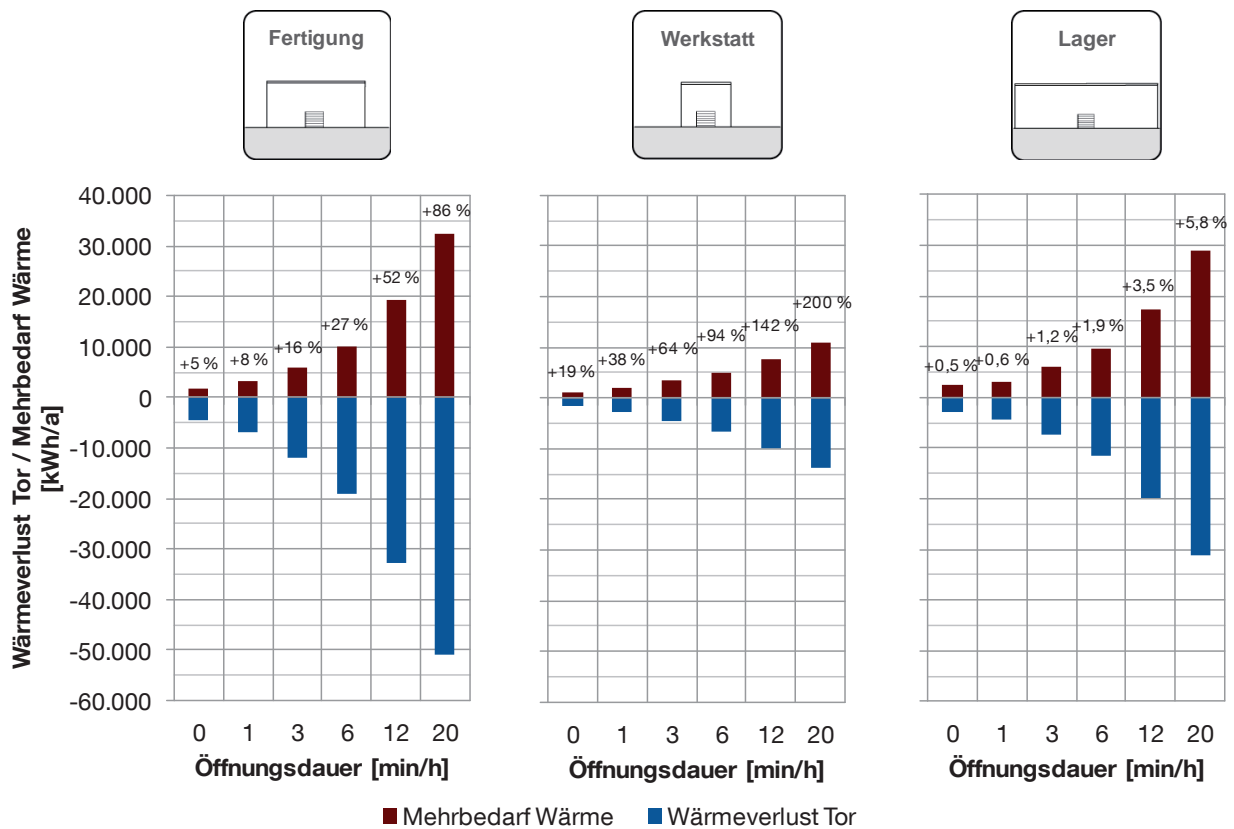 Fertigung
Werkstatt
Lager
Wärmeverlust Tor / Mehrbedarf Wärme
[kWh/a]
40.000
30.000
20.000
10.000
0
-10.000
-20.000
-30.000
-40.000
-50.000
-60.000
+5 %
+8 %
+16 %
+27 %
+52 %
+86 %
0 1 3 6 12 20
Öffnungsdauer [min/h]
+19 %
+38 %
+64 %
+94 %
+142 %
+200 %
0 1 3 6 12 20
Öffnungsdauer [min/h]
+0,5 %
+0,6 %
+1,2 %
+1,9 %
+3,5 %
+5,8 %
0 1 3 6 12 20
Öffnungsdauer [min/h]
Mehrbedarf Wärme Wärmeverlust Tor